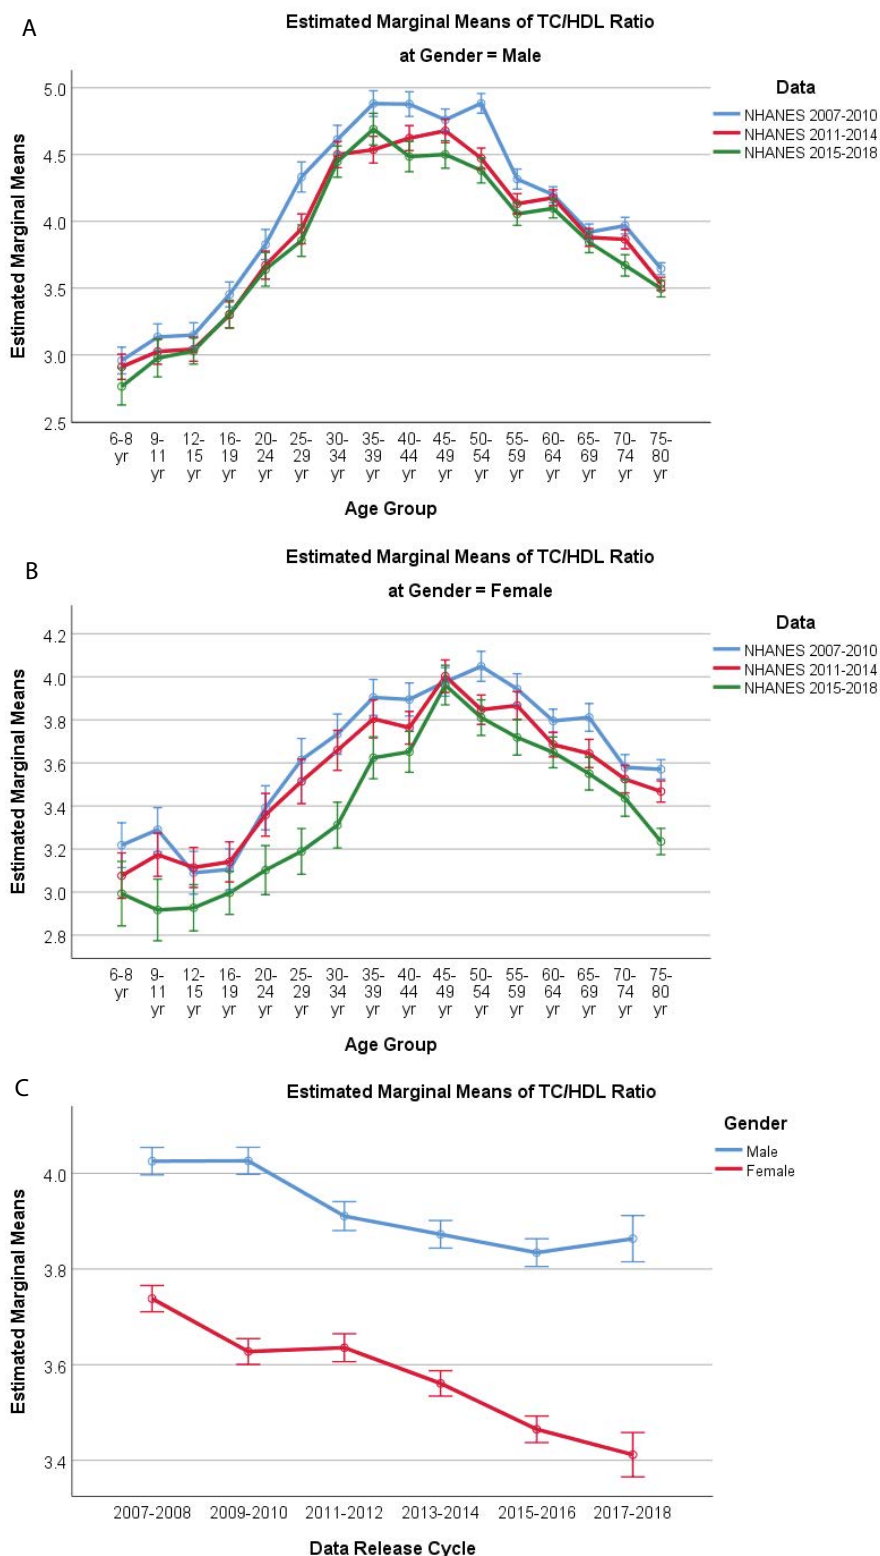 A
Estimated Marginal Means of TC/HDL Ratio
at Gender = Male
Data
NHANES 2007-2010
NHANES 2011-2014
NHANES 2015-2018
Estimated Marginal Means
5.0
4.5
4.0
3.5
3.0
2.5
6-8 yr
9-11 yr
12-15 yr
16-19 yr
20-24 yr
25-29 yr
30-34 yr
35-39 yr
40-44 yr
45-49 yr
50-54 yr
55-59 yr
60-64 yr
65-69 yr
70-74 yr
75-80 yr
Age Group
B
Estimated Marginal Means of TC/HDL Ratio
at Gender = Female
Data
NHANES 2007-2010
NHANES 2011-2014
NHANES 2015-2018
Estimated Marginal Means
4.2
4.0
3.8
3.6
3.4
3.2
3.0
2.8
6-8 yr
9-11 yr
12-15 yr
16-19 yr
20-24 yr
25-29 yr
30-34 yr
35-39 yr
40-44 yr
45-49 yr
50-54 yr
55-59 yr
60-64 yr
65-69 yr
70-74 yr
75-80 yr
Age Group
C
Estimated Marginal Means of TC/HDL Ratio
Gender
Male
Female
Estimated Marginal Means
4.0
3.8
3.6
3.4
2007-2008 2009-2010 2011-2012 2013-2014 2015-2016 2017-2018
Data Release Cycle